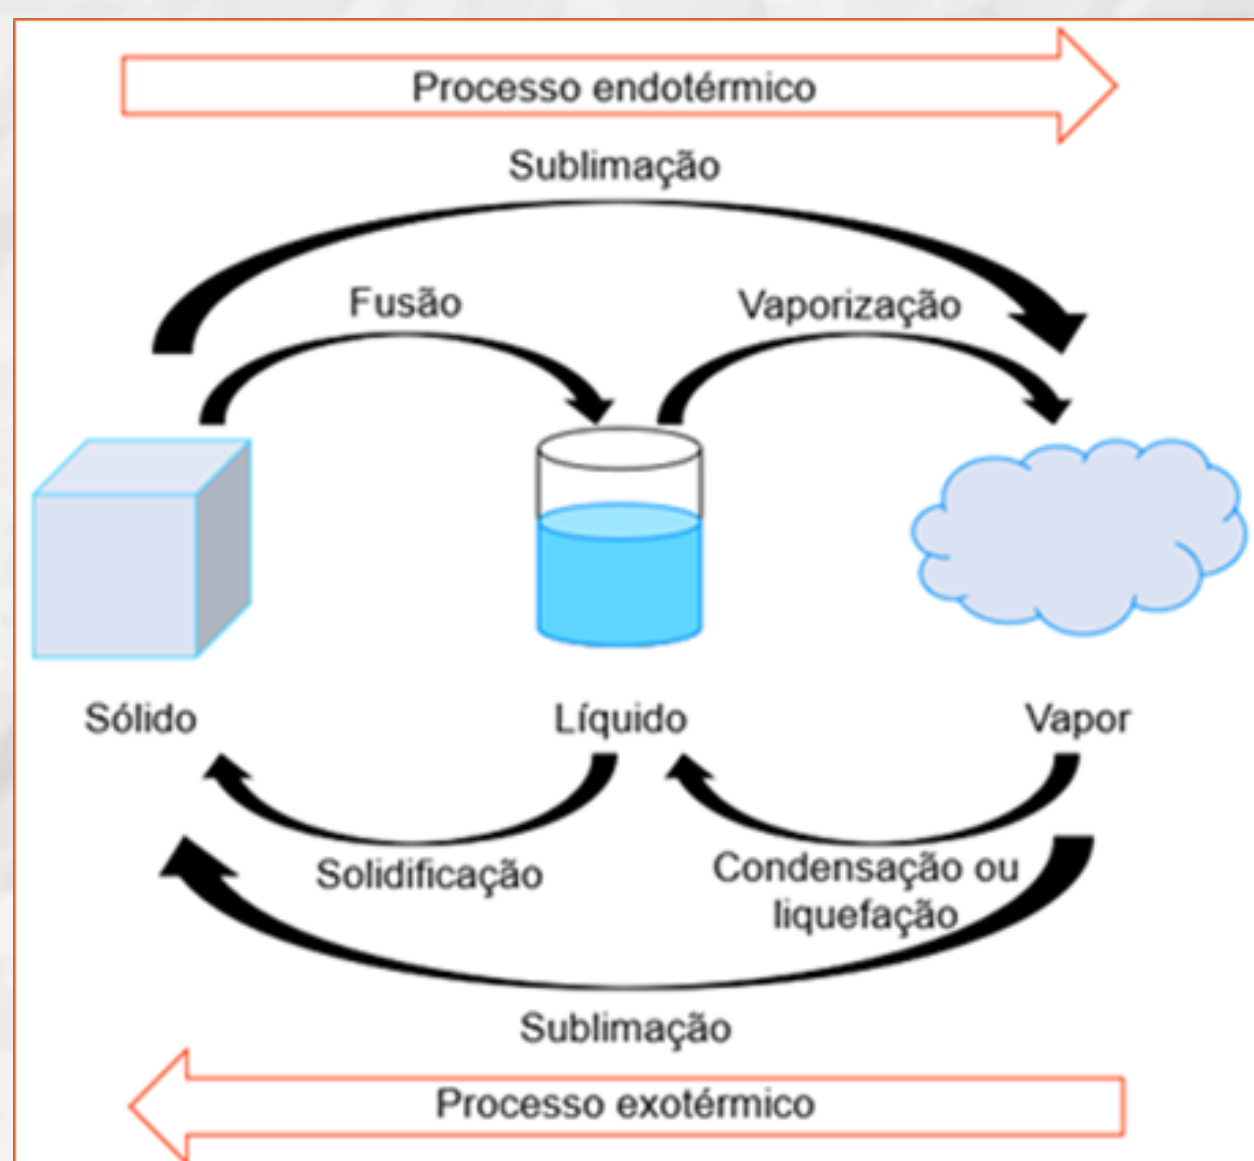 Processo endotérmico
Sublimação
Fusão
Vaporização
Sólido
Líquido
Vapor
Solidificação
Condensação ou
liquefação
Sublimação
Processo exotérmico